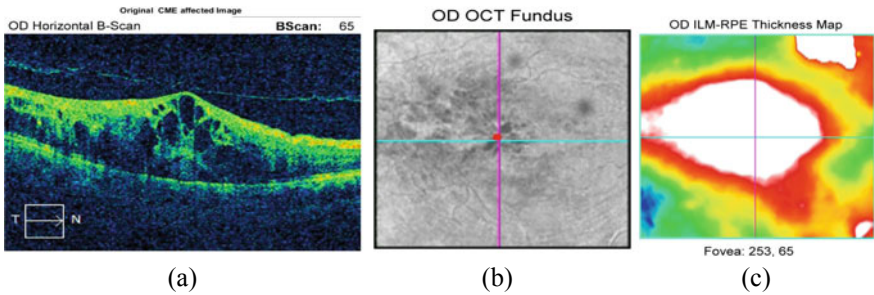 Original CME affected Image
OD Horizontal B-Scan BScan: 65
T N
(a)
OD OCT Fundus
(b)
OD ILM-RPE Thickness Map
Fovea: 253, 65
(c)